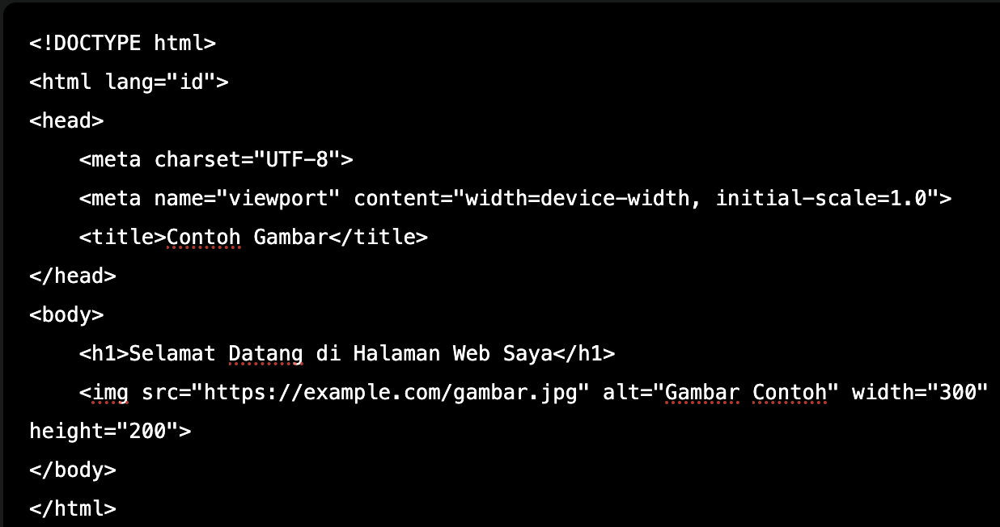 <!DOCTYPE html>
<html lang="id">
<head>
    <meta charset="UTF-8">
    <meta name="viewport" content="width=device-width, initial-scale=1.0">
    <title>Contoh Gambar</title>
</head>
<body>
    <h1>Selamat Datang di Halaman Web Saya</h1>
    <img src="https://example.com/gambar.jpg" alt="Gambar Contoh" width="300"
height="200">
</body>
</html>